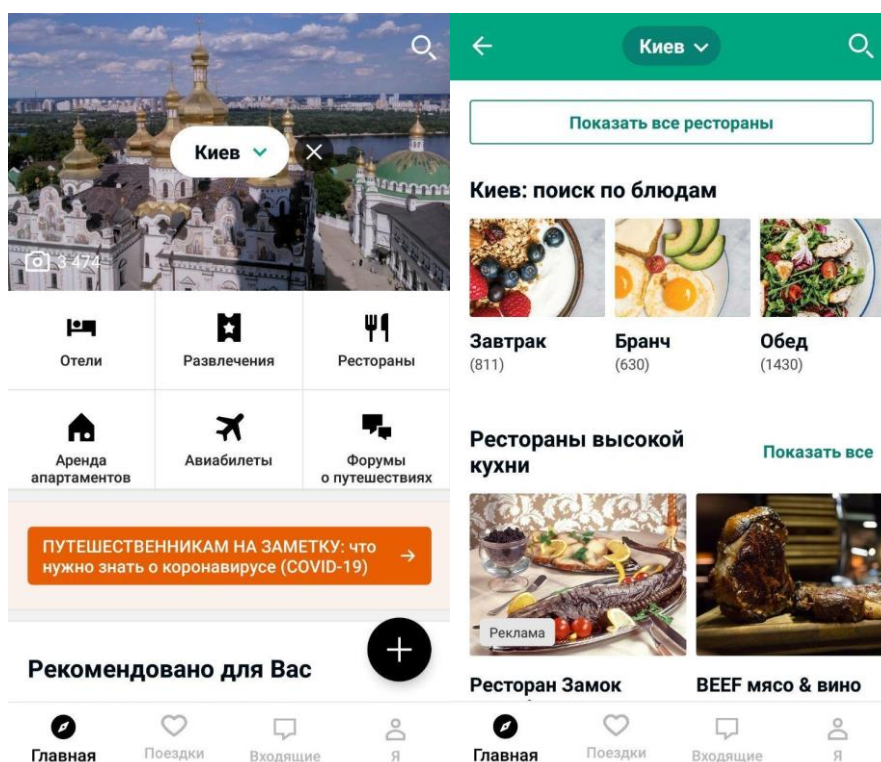 Киев
3 474
Отели
Развлечения
Рестораны
Аренда
апартаментов
Авиабилеты
Форумы
о путешествиях
ПУТЕШЕСТВЕННИКАМ НА ЗАМЕТКУ: что
нужно знать о коронавирусе (COVID-19)
Рекомендовано для Вас
Главная
Поездки
Входящие
Я
Киев
Показать все рестораны
Киев: поиск по блюдам
Завтрак
(811)
Бранч
(630)
Обед
(1430)
Рестораны высокой
кухни
Показать все
Реклама
Ресторан Замок
BEEF мясо & вино
Главная
Поездки
Входящие
Я